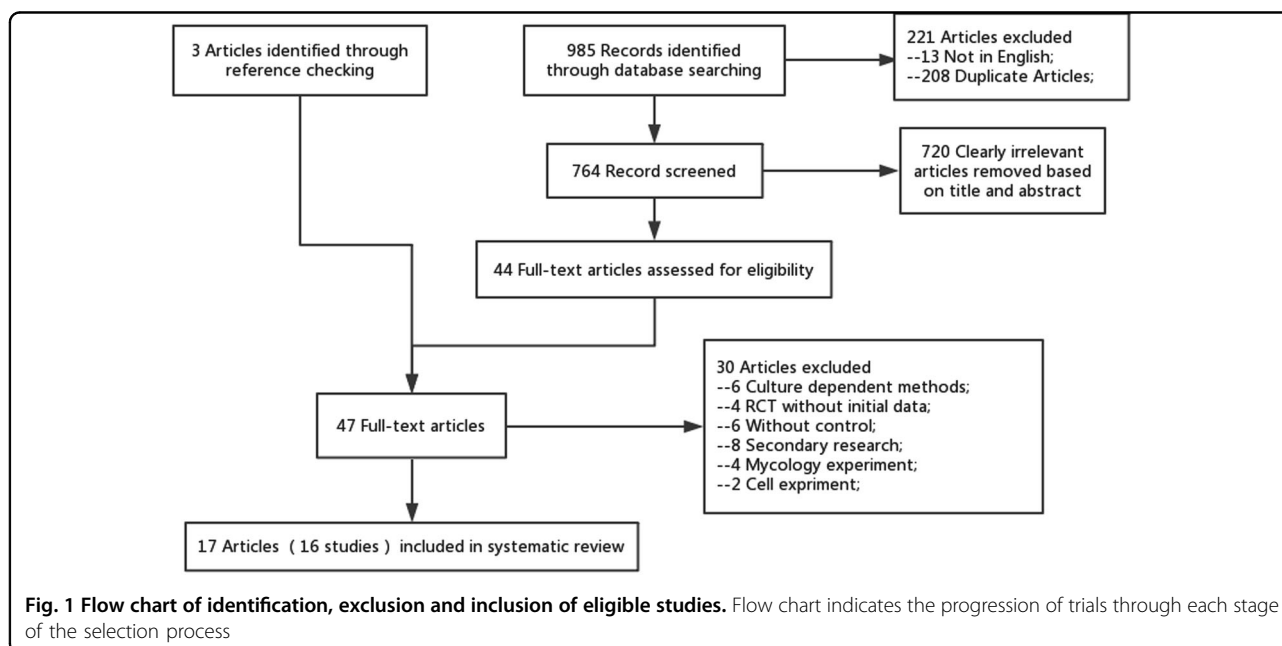 3 Articles identified through
reference checking
985 Records identified
through database searching
221 Articles excluded
--13 Not in English;
--208 Duplicate Articles;
764 Record screened
720 Clearly irrelevant
articles removed based
on title and abstract
44 Full-text articles assessed for eligibility
47 Full-text articles
30 Articles excluded
--6 Culture dependent methods;
--4 RCT without initial data;
--6 Without control;
--8 Secondary research;
--4 Mycology experiment;
--2 Cell expriment;
17 Articles ( 16 studies ) included in systematic review
Fig. 1 Flow chart of identification, exclusion and inclusion of eligible studies. Flow chart indicates the progression of trials through each stage
of the selection process